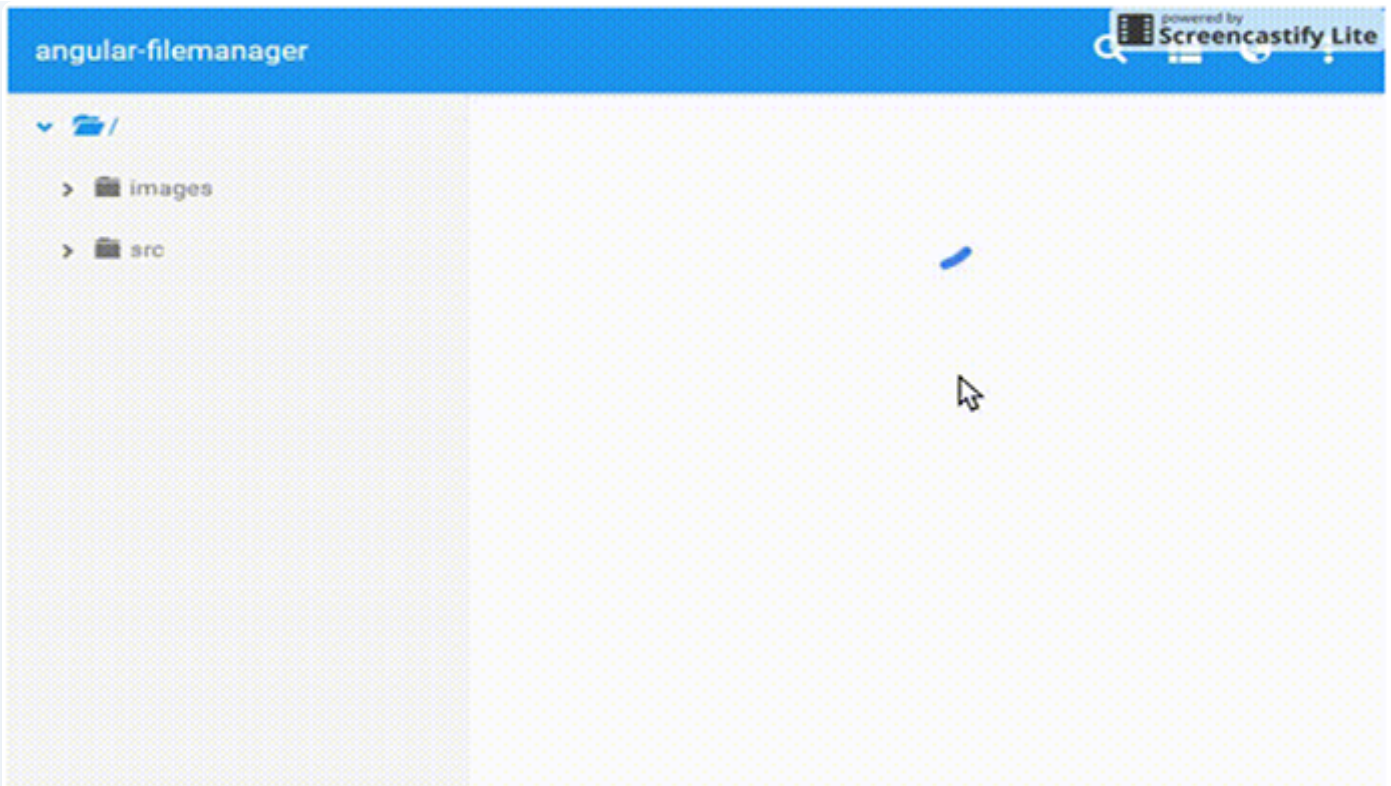 angular-filemanager
powered by
Screencastify Lite
/
images
src